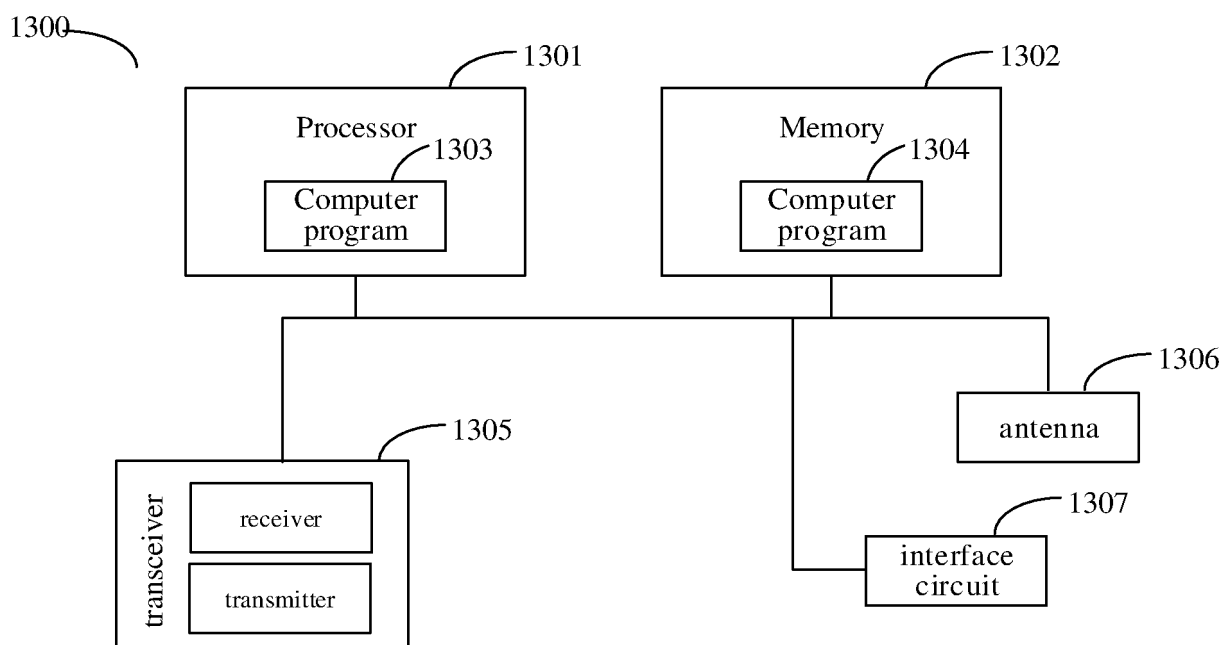 1300
1301
1302
Processor
Memory
1303
1304
Computer
program
Computer
program
1306
antenna
1305
transceiver
receiver
transmitter
1307
interface
circuit